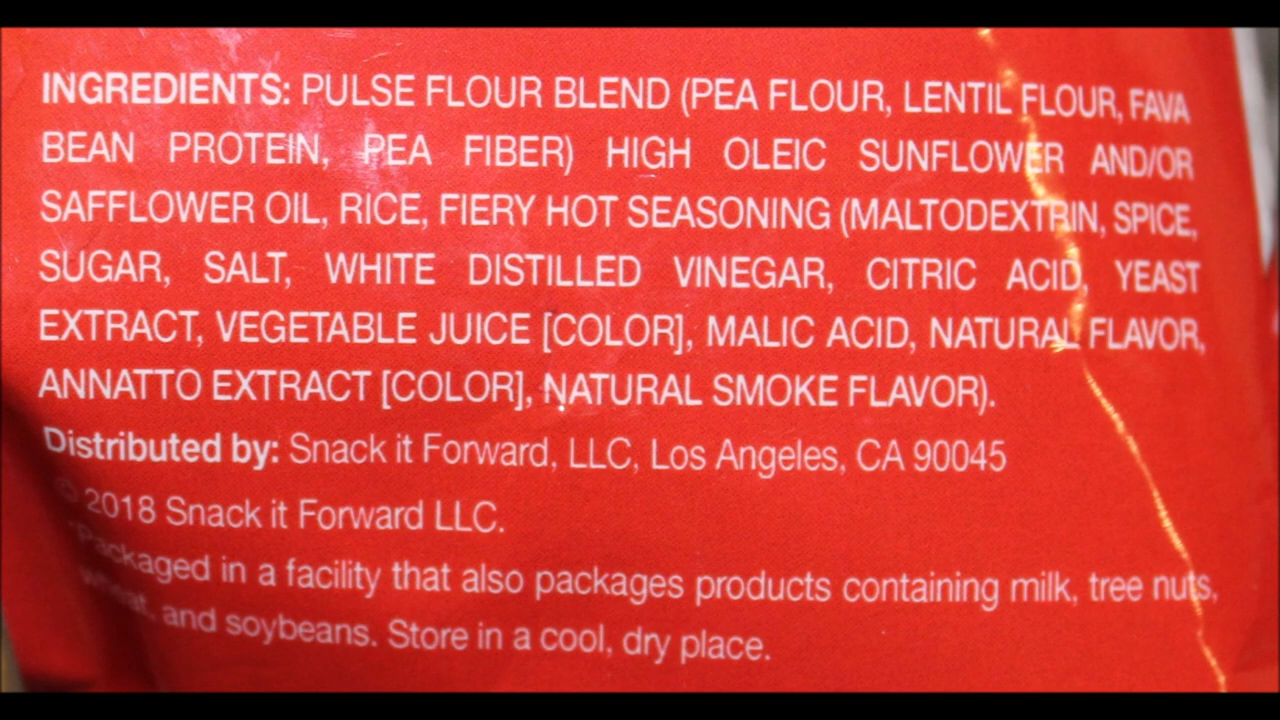 INGREDIENTS: PULSE FLOUR BLEND (PEA FLOUR, LENTIL FLOUR, FAVA
BEAN PROTEIN, PEA FIBER) HIGH OLEIC SUNFLOWER AND/OR
SAFFLOWER OIL, RICE, FIERY HOT SEASONING (MALTODEXTRIN, SPICE,
SUGAR, SALT, WHITE DISTILLED VINEGAR, CITRIC ACID, YEAST
EXTRACT, VEGETABLE JUICE [COLOR], MALIC ACID, NATURAL FLAVOR,
ANNATTO EXTRACT [COLOR], NATURAL SMOKE FLAVOR).
Distributed by: Snack it Forward, LLC, Los Angeles, CA 90045
© 2018 Snack it Forward LLC.
*Packaged in a facility that also packages products containing milk, tree nuts,
wheat, and soybeans. Store in a cool, dry place.